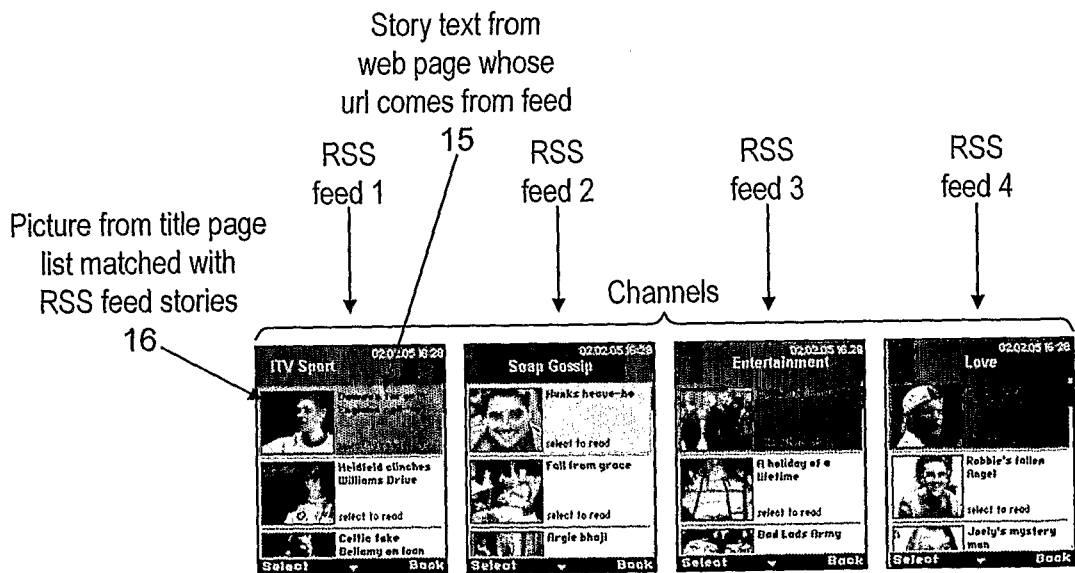 Story text from
web page whose
url comes from feed
15
RSS
feed 1
RSS
feed 2
RSS
feed 3
RSS
feed 4
Picture from title page
list matched with
RSS feed stories
16
Channels
ITV Sport
16:28
Heidfeld clinches
Williams Drive
select to read
Celtic take
Bellamy on loan
Select
Back
02.02.05 16:28
Soap Gossip
Hunks heave-ho
select to read
Fall from grace
select to read
Argie bhaji
Select
Back
02.02.05 16:28
Entertainment
A holiday of a
lifetime
select to read
Bad Lads Army
Select
Back
02.02.05 16:28
Love
Robbie's fallen
Angel
select to read
Joely's mystery
man
Select
Back